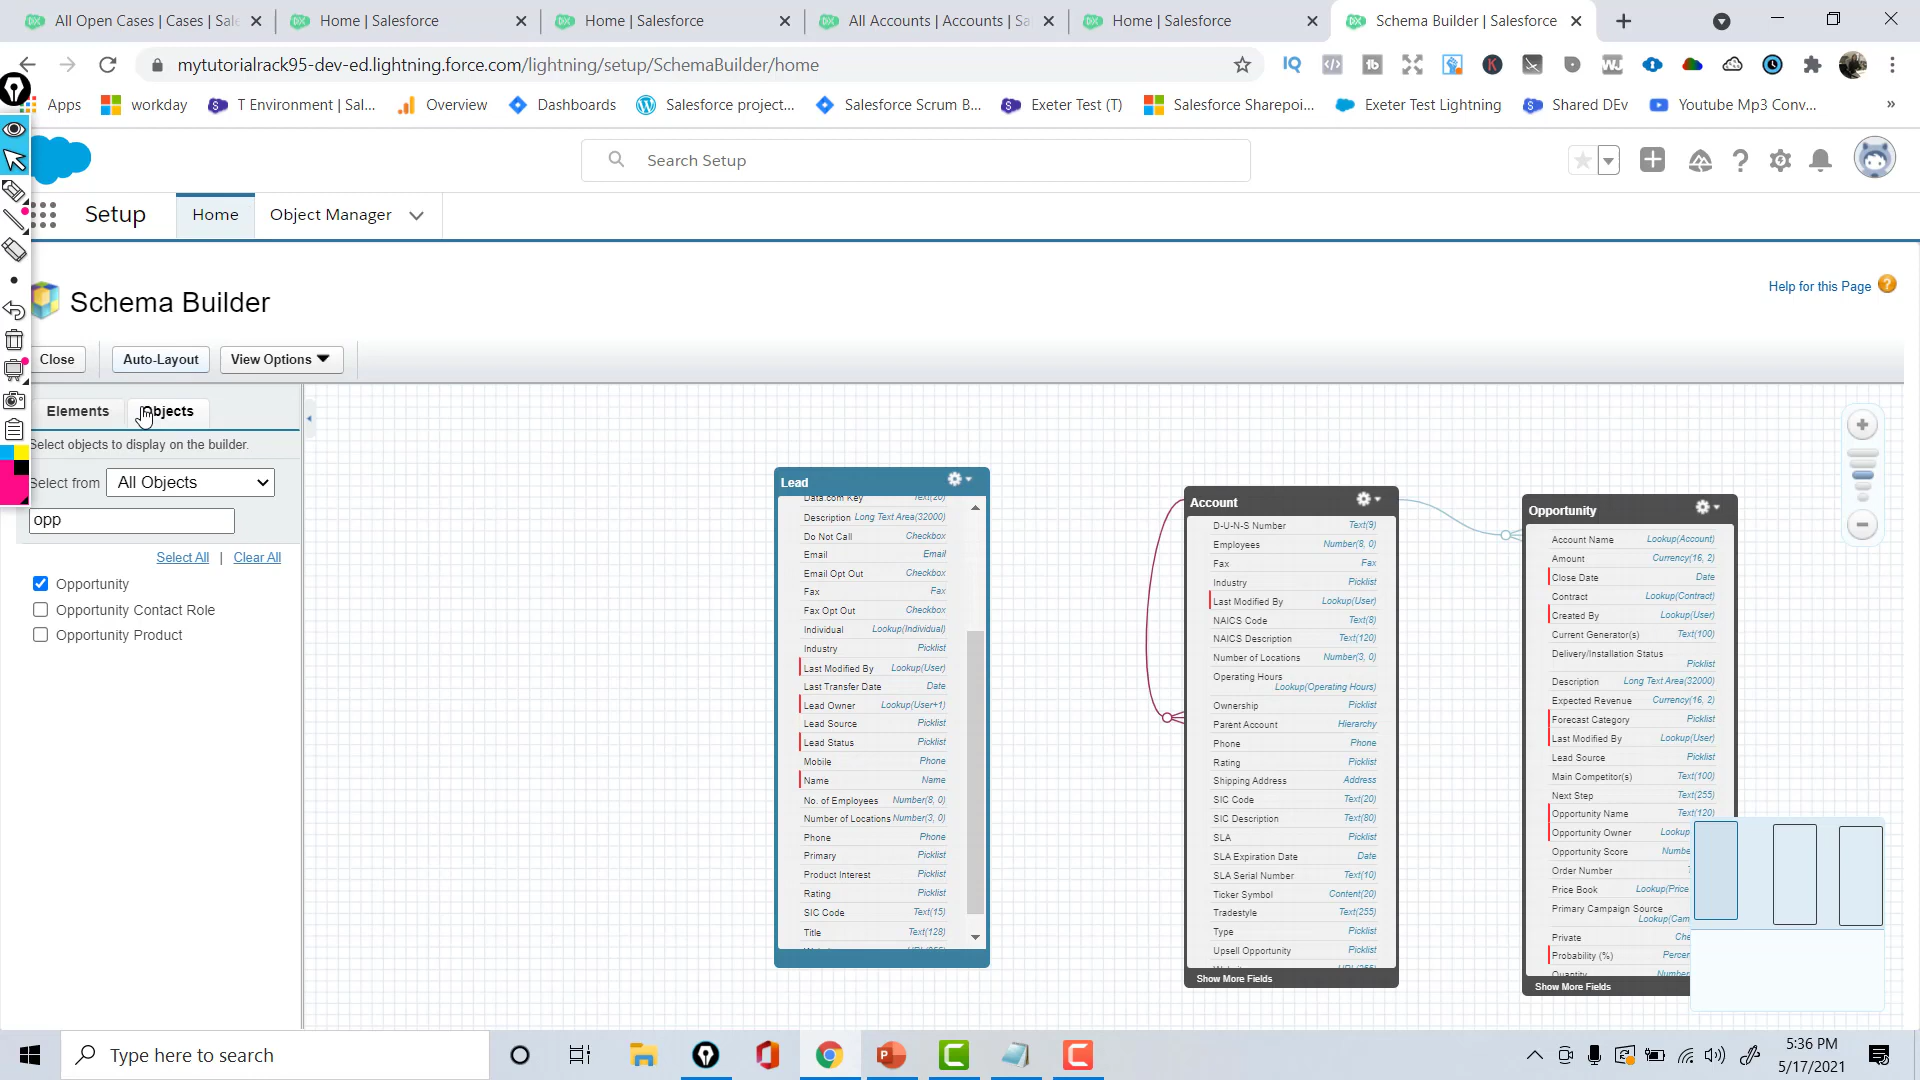 All Open Cases | Cases | Sale
Home | Salesforce
Home | Salesforce
All Accounts | Accounts | Sa
Home | Salesforce
Schema Builder | Salesforce
mytutorialrack95-dev-ed.lightning.force.com/lightning/setup/SchemaBuilder/home
Apps
workday
T Environment | Sal...
Overview
Dashboards
Salesforce project...
Salesforce Scrum B...
Exeter Test (T)
Salesforce Sharepoi...
Exeter Test Lightning
Shared DEv
Youtube Mp3 Conv...
Search Setup
Setup
Home
Object Manager
Schema Builder
Help for this Page
Close
Auto-Layout
View Options
Elements
Objects
Select objects to display on the builder.
Select from
All Objects
opp
Select All | Clear All
Opportunity
Opportunity Contact Role
Opportunity Product
Lead
Data.com Key Text(20)
Description Long Text Area(32000)
Do Not Call Checkbox
Email Email
Email Opt Out Checkbox
Fax Fax
Fax Opt Out Checkbox
Individual Lookup(Individual)
Industry Picklist
Last Modified By Lookup(User)
Last Transfer Date Date
Lead Owner Lookup(User+1)
Lead Source Picklist
Lead Status Picklist
Mobile Phone
Name Name
No. of Employees Number(8, 0)
Number of Locations Number(3, 0)
Phone Phone
Primary Picklist
Product Interest Picklist
Rating Picklist
SIC Code Text(15)
Title Text(128)
Account
D-U-N-S Number Text(9)
Employees Number(8, 0)
Fax Fax
Industry Picklist
Last Modified By Lookup(User)
NAICS Code Text(8)
NAICS Description Text(120)
Number of Locations Number(3, 0)
Operating Hours
Lookup(Operating Hours)
Ownership Picklist
Parent Account Hierarchy
Phone Phone
Rating Picklist
Shipping Address Address
SIC Code Text(20)
SIC Description Text(80)
SLA Picklist
SLA Expiration Date Date
SLA Serial Number Text(10)
Ticker Symbol Content(20)
Tradestyle Text(255)
Type Picklist
Upsell Opportunity Picklist
Show More Fields
Opportunity
Account Name Lookup(Account)
Amount Currency(16, 2)
Close Date Date
Contract Lookup(Contract)
Created By Lookup(User)
Current Generator(s) Text(100)
Delivery/Installation Status
Picklist
Description Long Text Area(32000)
Expected Revenue Currency(16, 2)
Forecast Category Picklist
Last Modified By Lookup(User)
Lead Source Picklist
Main Competitor(s) Text(100)
Next Step Text(255)
Opportunity Name Text(120)
Opportunity Owner Lookup
Opportunity Score Numbe
Order Number
Price Book Lookup(Price
Primary Campaign Source
Lookup(Cam
Private Che
Probability (%) Percen
Quantity Number
Show More Fields
Type here to search
5:36 PM
5/17/2021